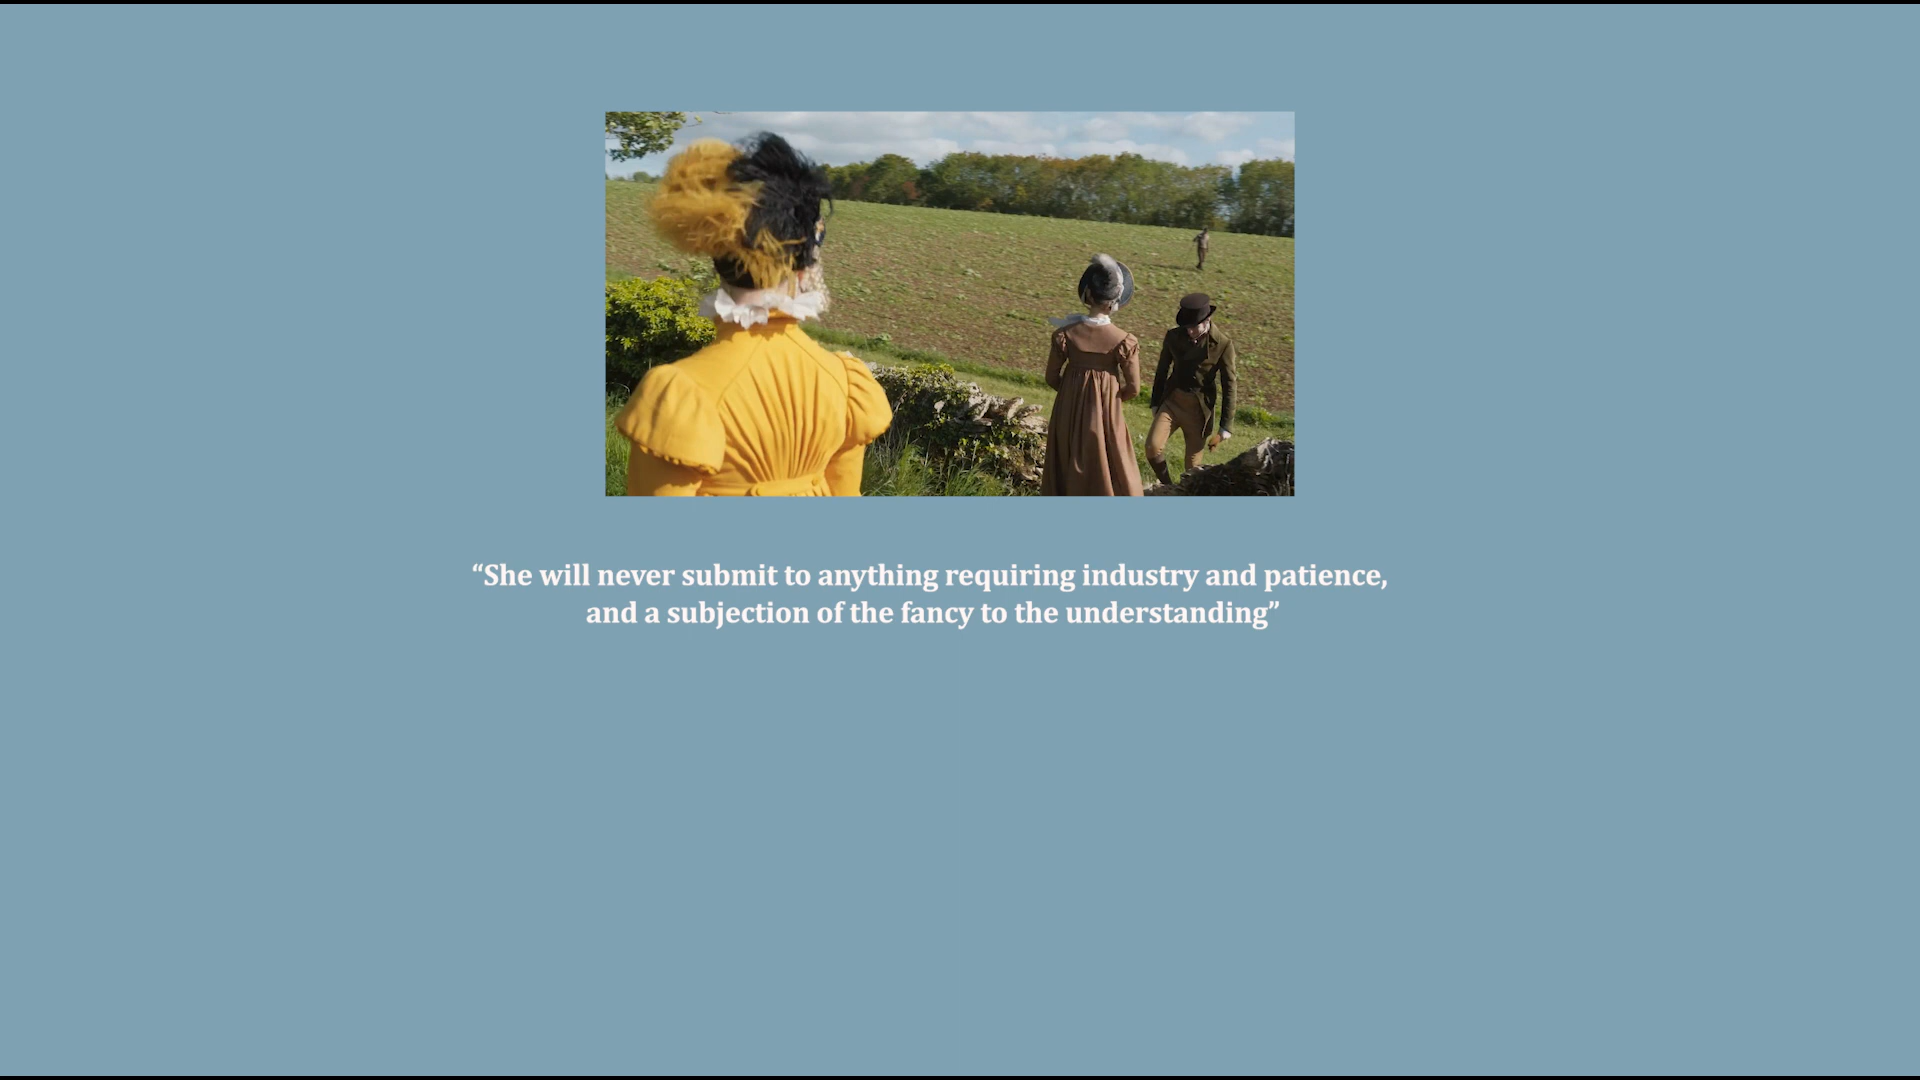 “She will never submit to anything requiring industry and patience,
and a subjection of the fancy to the understanding”